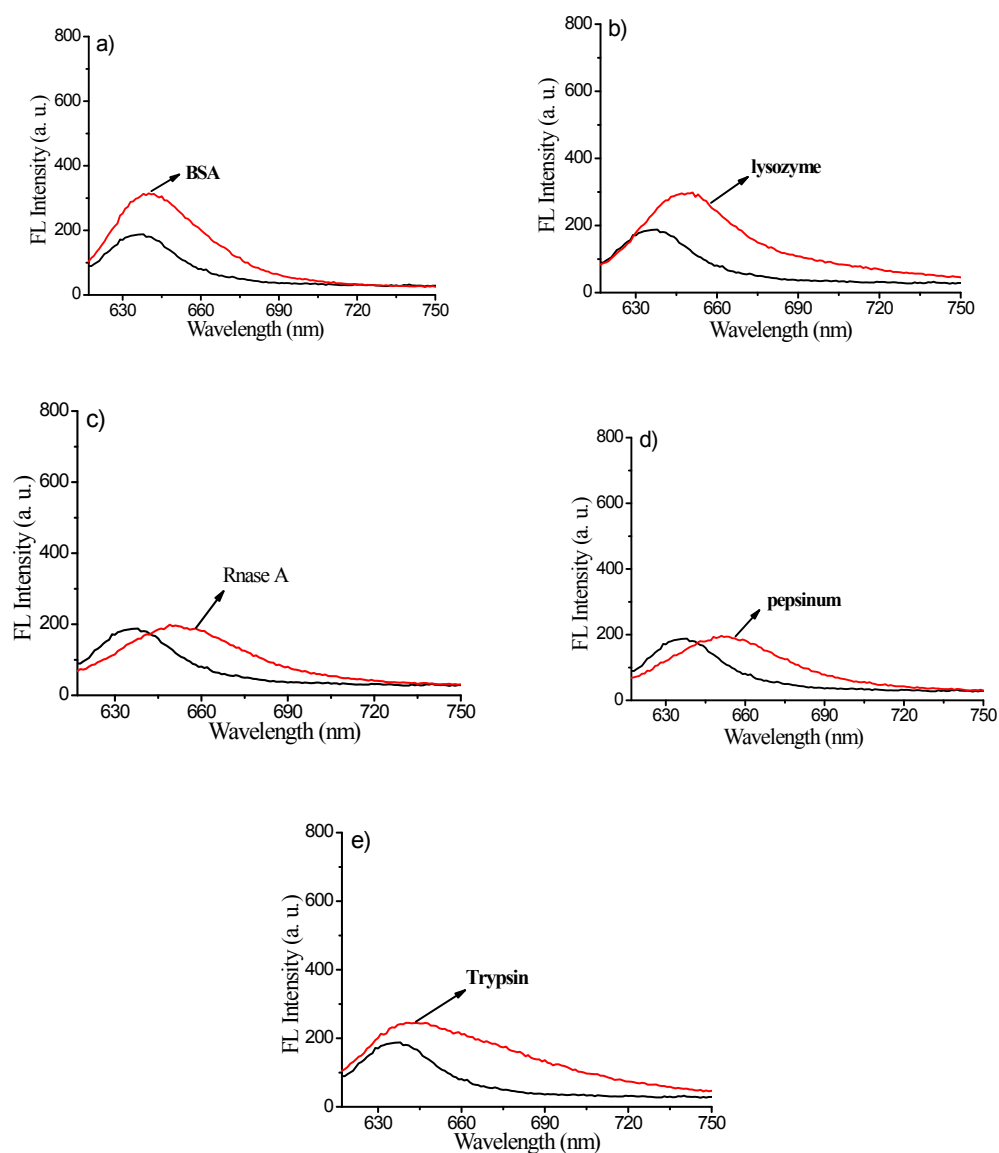 a)
800
600
FL Intensity (a. u.)
400
BSA
200
0
630 660 690 720 750
Wavelength (nm)
b)
800
600
FL Intensity (a. u.)
400
lysozyme
200
0
630 660 690 720 750
Wavelength (nm)
c)
800
600
FL Intensity (a. u.)
400
Rnase A
200
0
630 660 690 720 750
Wavelength (nm)
d)
800
600
FL Intensity (a. u.)
400
pepsinum
200
0
630 660 690 720 750
Wavelength (nm)
e)
800
600
FL Intensity (a. u.)
400
Trypsin
200
0
630 660 690 720 750
Wavelength (nm)